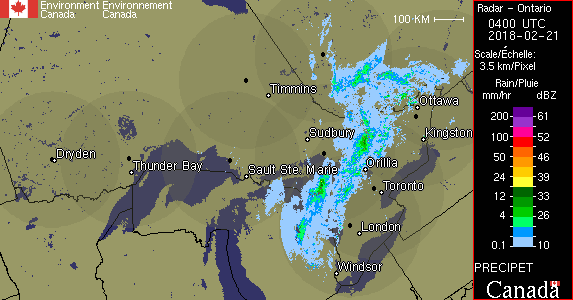 Environment Environnement
Canada Canada
100 KM
Timmins
Ottawa
Sudbury
Kingston
Dryden
Thunder Bay
Sault Ste. Marie
Orillia
Toronto
London
Windsor
Radar - Ontario
0400 UTC
2018-02-21
Scale/Échelle:
3.5 km/Pixel
Rain/Pluie
mm/hr dBZ
200 61
100 52
50 46
24 39
12 33
4 26
0.1 10
PRECIPET
Canada